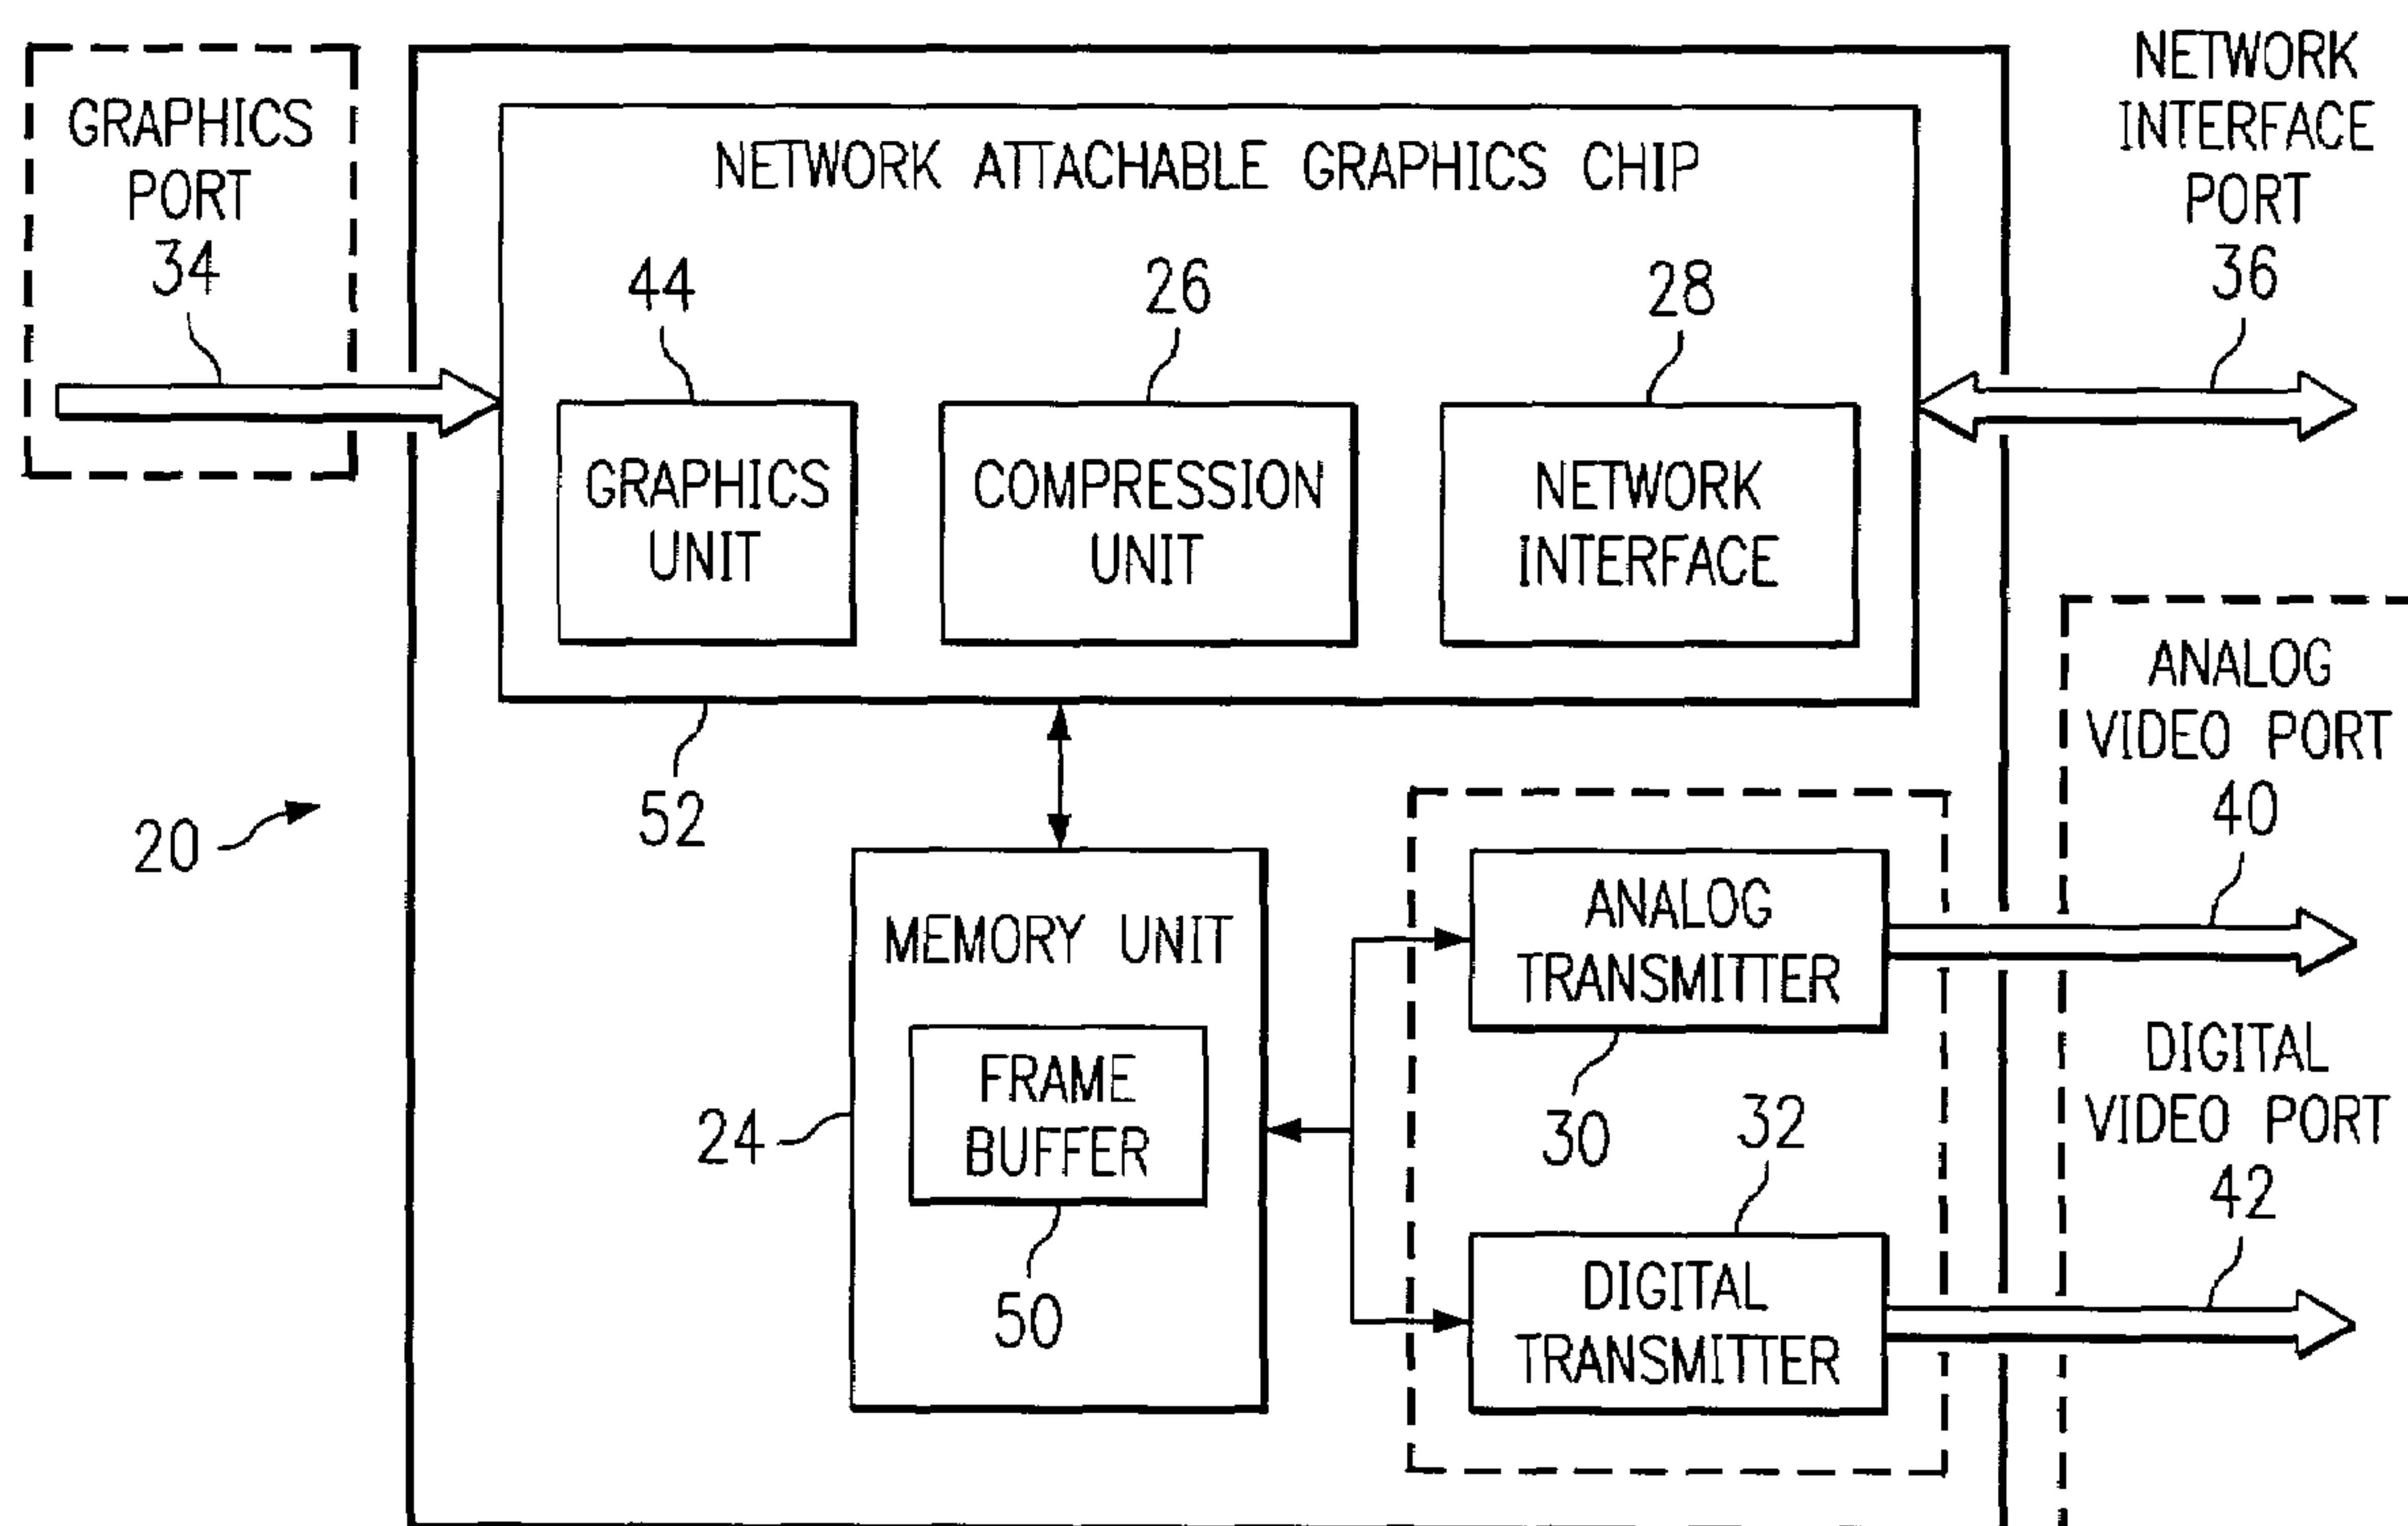 GRAPHICS
PORT
34
NETWORK ATTACHABLE GRAPHICS CHIP
44
26
28
GRAPHICS
UNIT
COMPRESSION
UNIT
NETWORK
INTERFACE
NETWORK
INTERFACE
PORT
36
52
20
MEMORY UNIT
FRAME
BUFFER
24
50
ANALOG
TRANSMITTER
30
32
DIGITAL
TRANSMITTER
ANALOG
VIDEO PORT
40
DIGITAL
VIDEO PORT
42